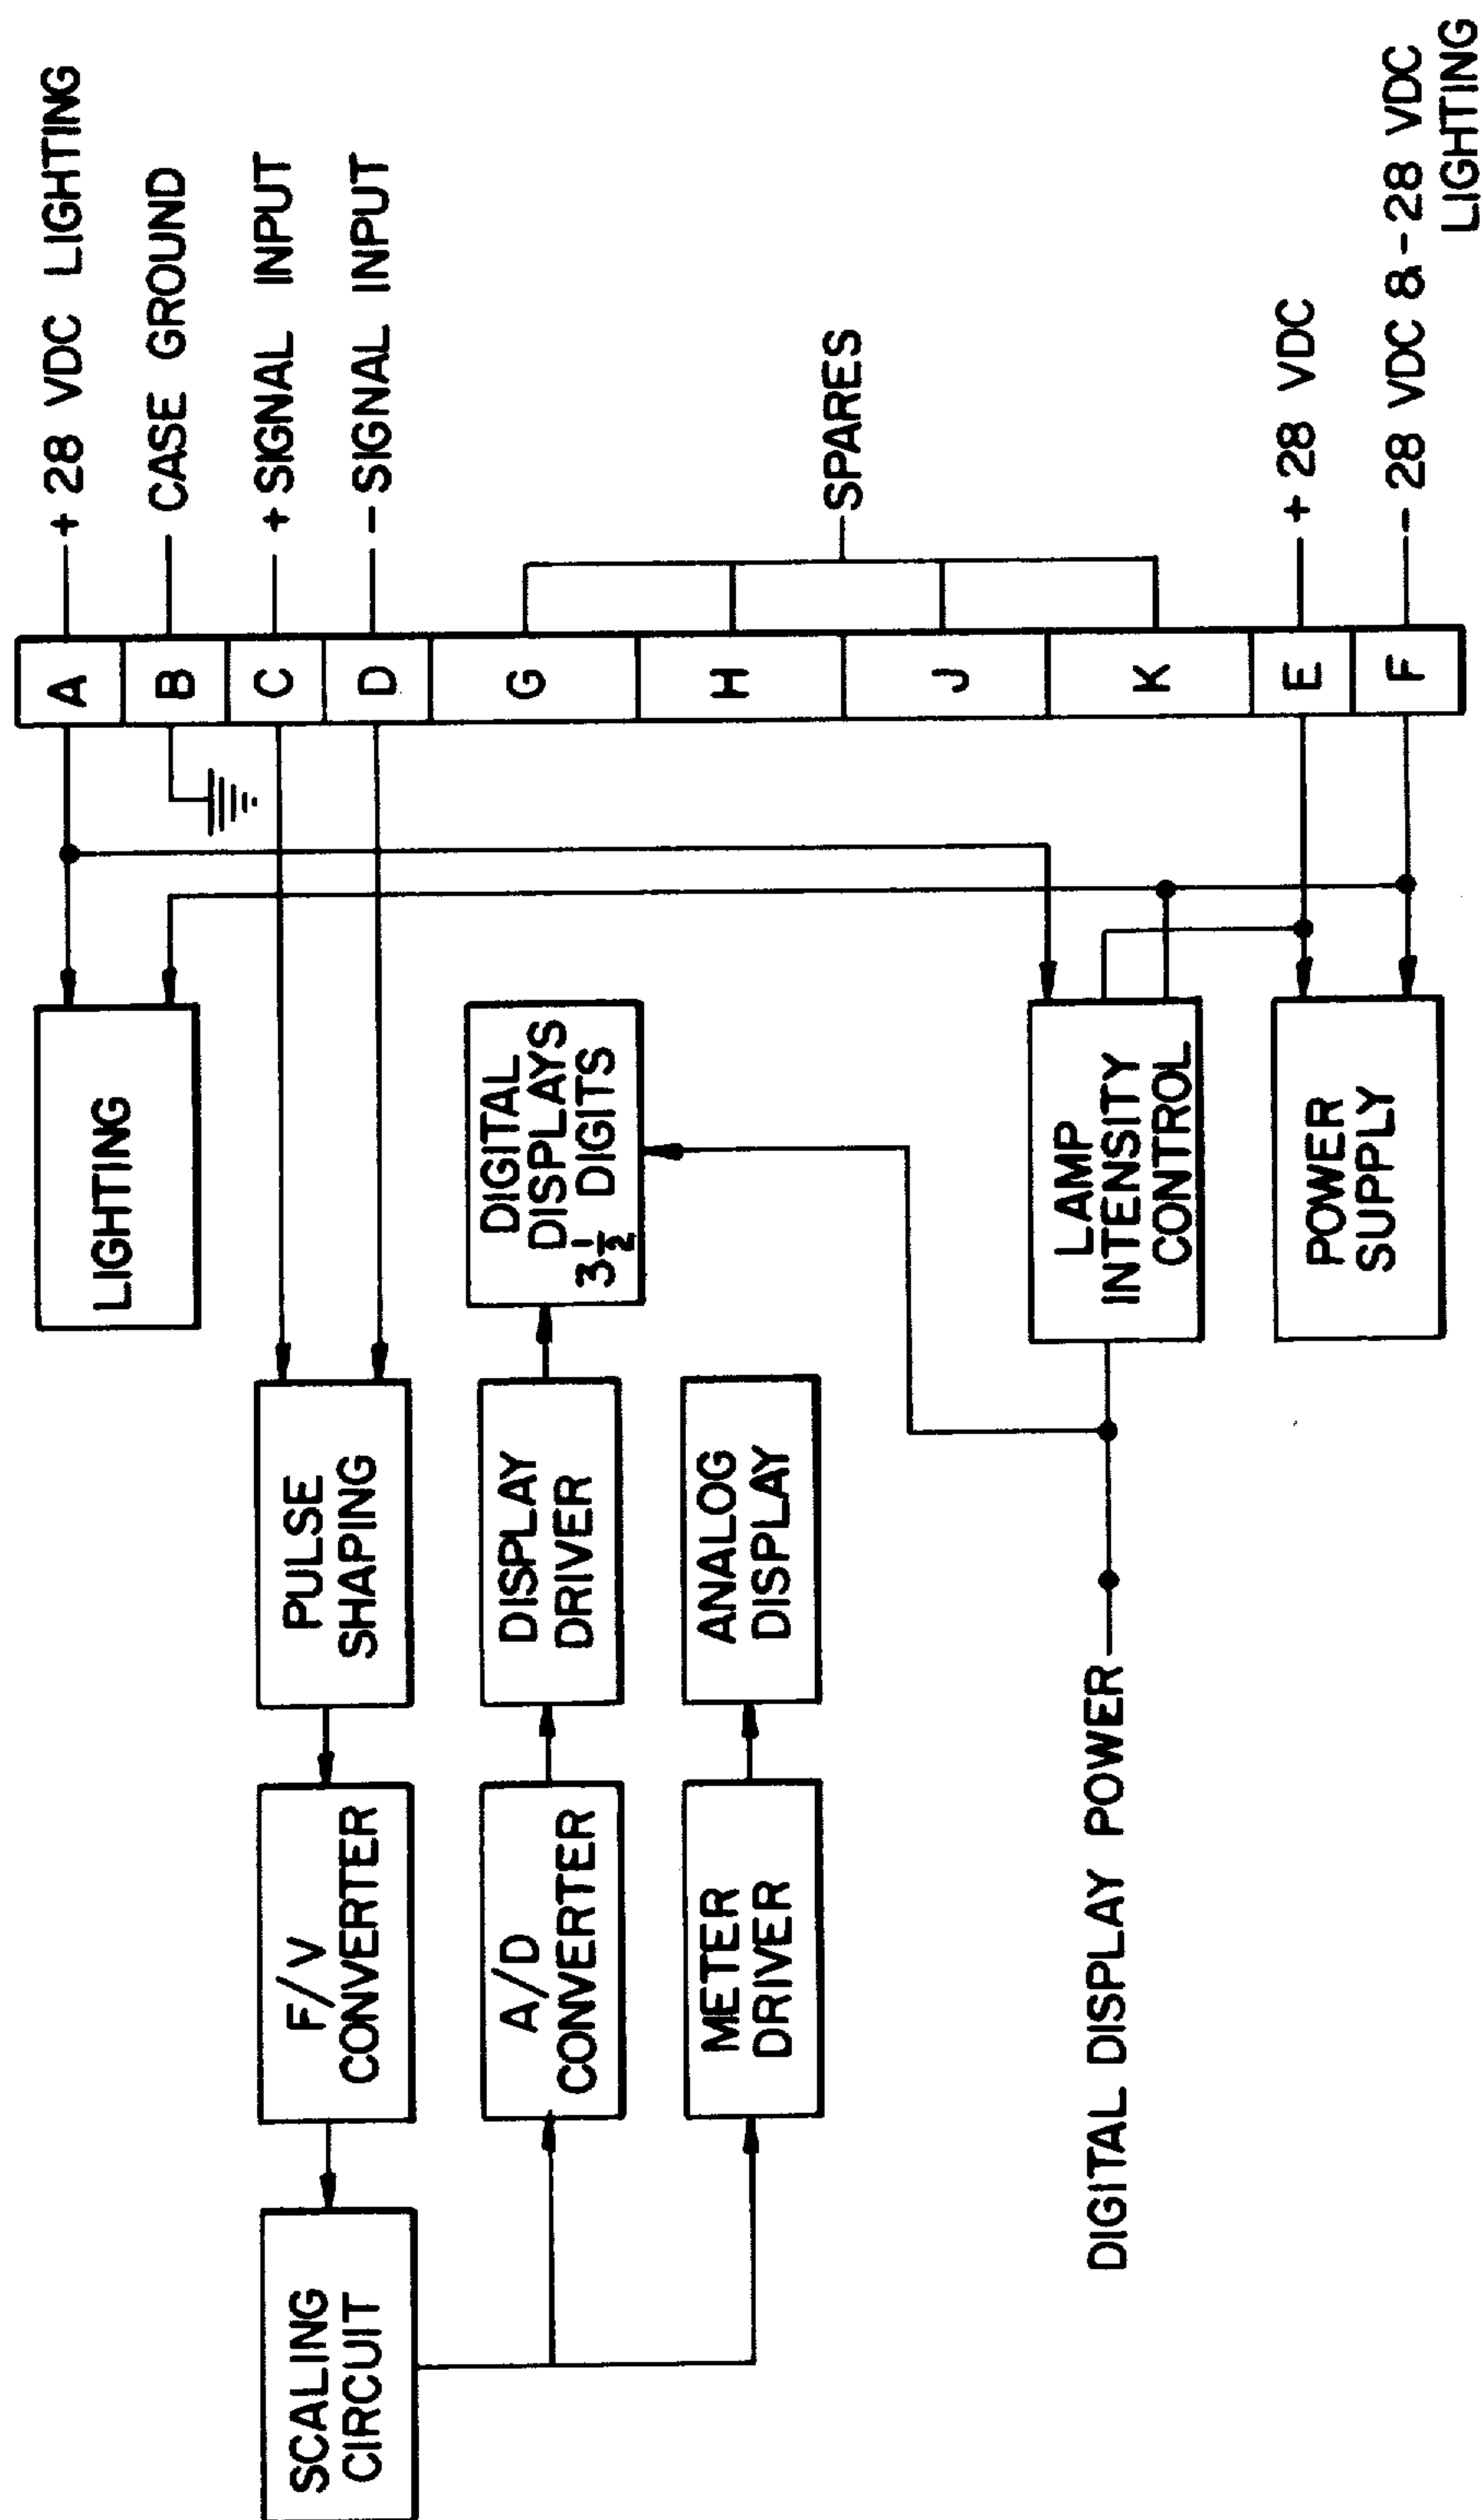 + 28 VDC LIGHTING
CASE GROUND
+ SIGNAL INPUT
- SIGNAL INPUT
SPARES
+ 28 VDC
- 28 VDC & - 28 VDC
LIGHTING
A
B
C
D
G
H
J
K
E
F
LIGHTING
DIGITAL
DISPLAYS
3 1/2 DIGITS
LAMP
INTENSITY
CONTROL
POWER
SUPPLY
PULSE
SHAPING
DISPLAY
DRIVER
ANALOG
DISPLAY
F/V
CONVERTER
A/D
CONVERTER
METER
DRIVER
DIGITAL DISPLAY POWER
SCALING
CIRCUIT